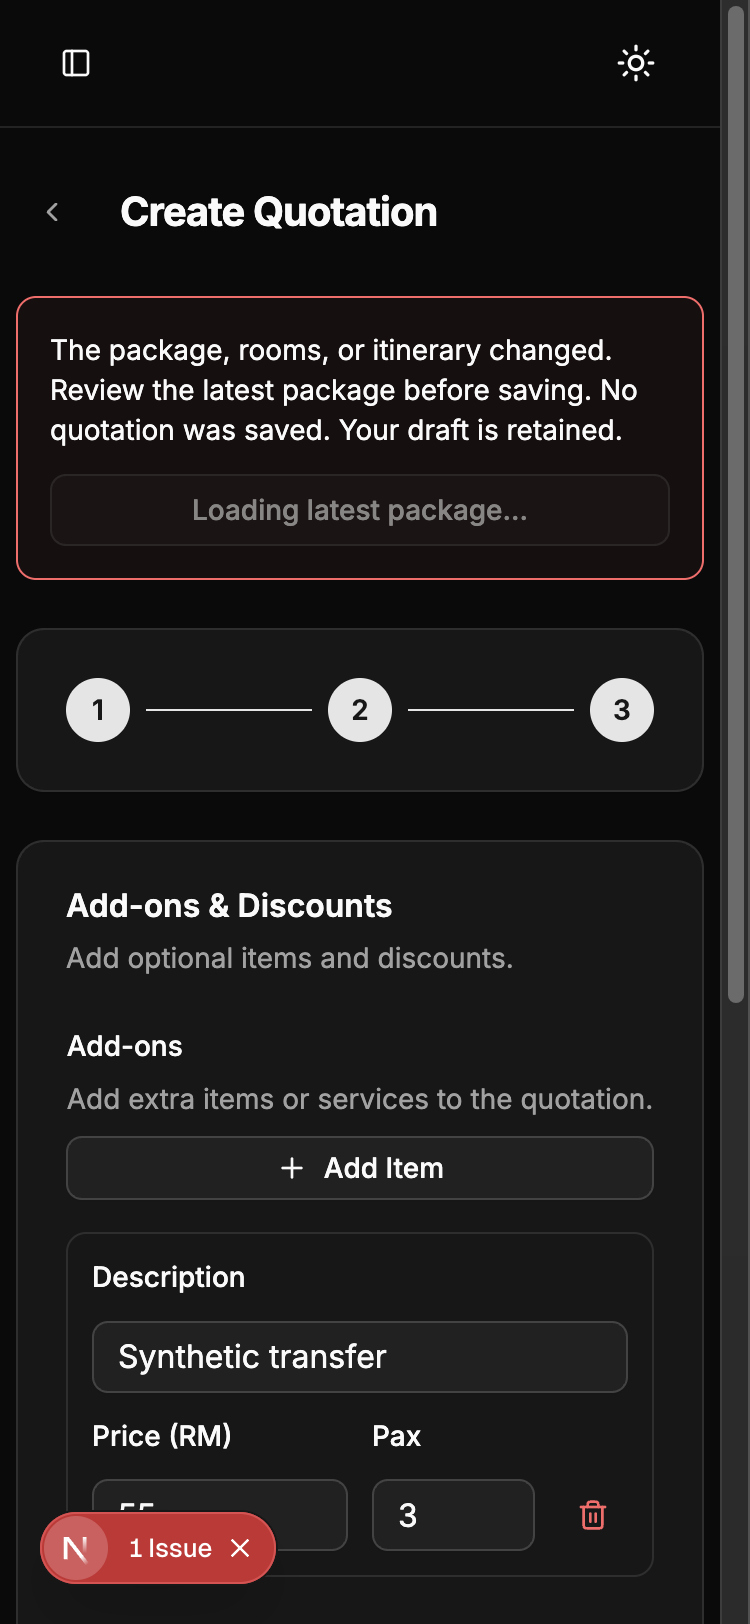 Create Quotation
The package, rooms, or itinerary changed.
Review the latest package before saving. No
quotation was saved. Your draft is retained.
Loading latest package...
1
2
3
Add-ons & Discounts
Add optional items and discounts.
Add-ons
Add extra items or services to the quotation.
Add Item
Description
Synthetic transfer
Price (RM)
Pax
3
N
1 Issue